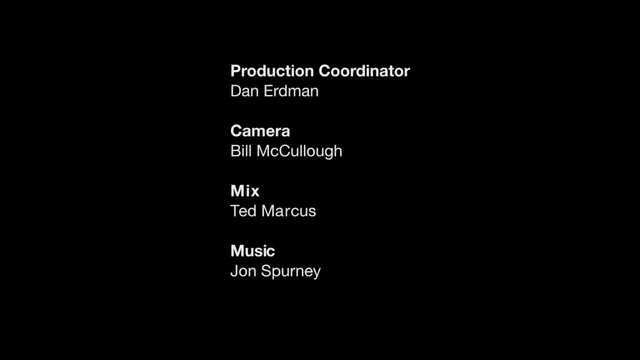 Production Coordinator
Dan Erdman
Camera
Bill McCullough
Mix
Ted Marcus
Music
Jon Spurney